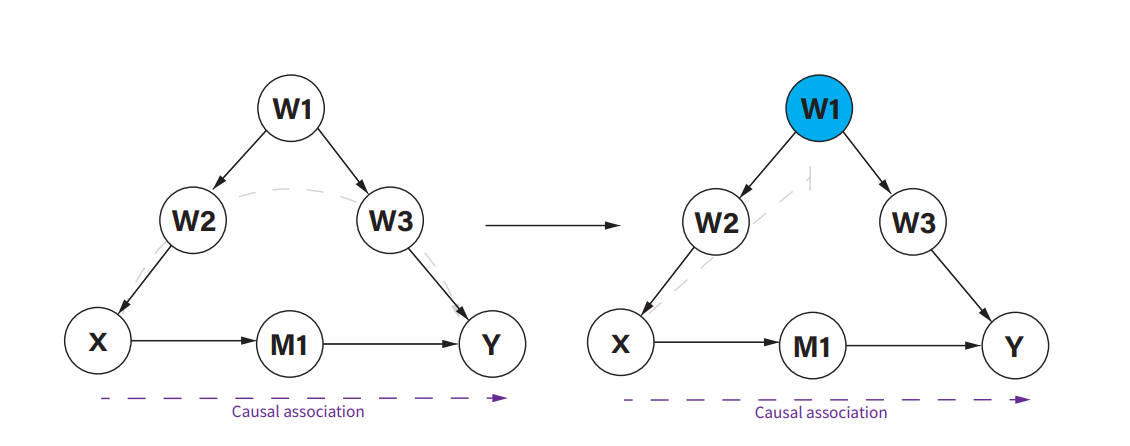 W1
W2
W3
X
M1
Y
Causal association
W1
W2
W3
X
M1
Y
Causal association